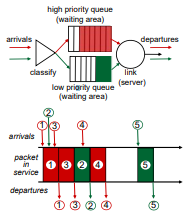 high priority queue
(waiting area)
arrivals
departures
classify
low priority queue
(waiting area)
link
(server)
arrivals
2
1 3 4 5
packet
in
service
1 3 2 4 5
departures
1 3 2 4 5